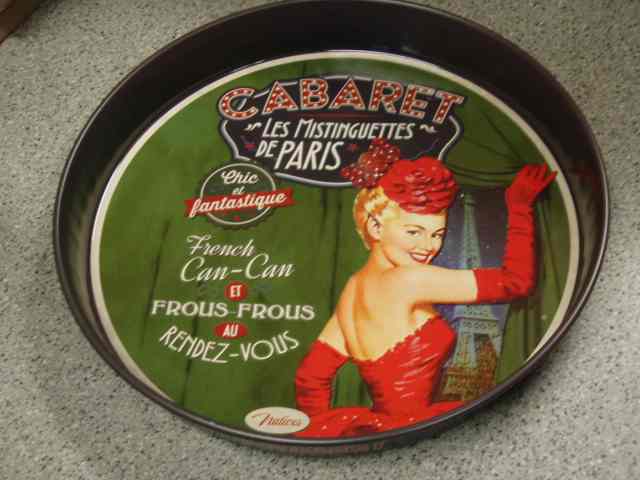 CABARET
LES MISTINGUETTES
DE PARIS
Chic
et
fantastique
French
Can-Can
ET
FROUS-FROUS
AU
RENDEZ-VOUS
Natives